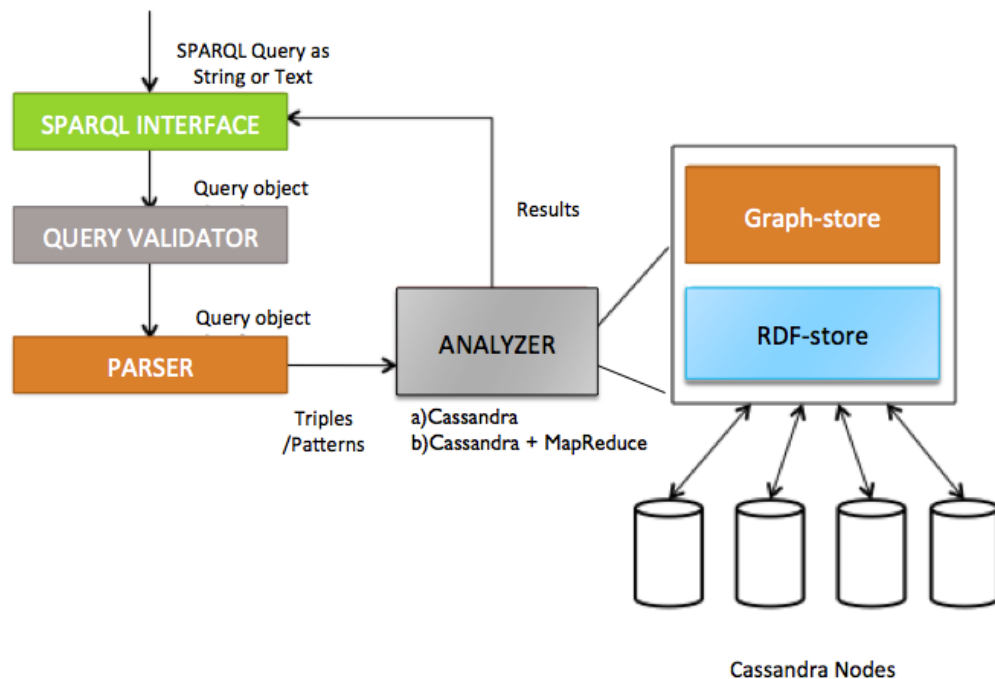 SPARQL Query as
String or Text
SPARQL INTERFACE
Query object
QUERY VALIDATOR
Query object
PARSER
Triples
/Patterns
Results
ANALYZER
a)Cassandra
b)Cassandra + MapReduce
Graph-store
RDF-store
Cassandra Nodes